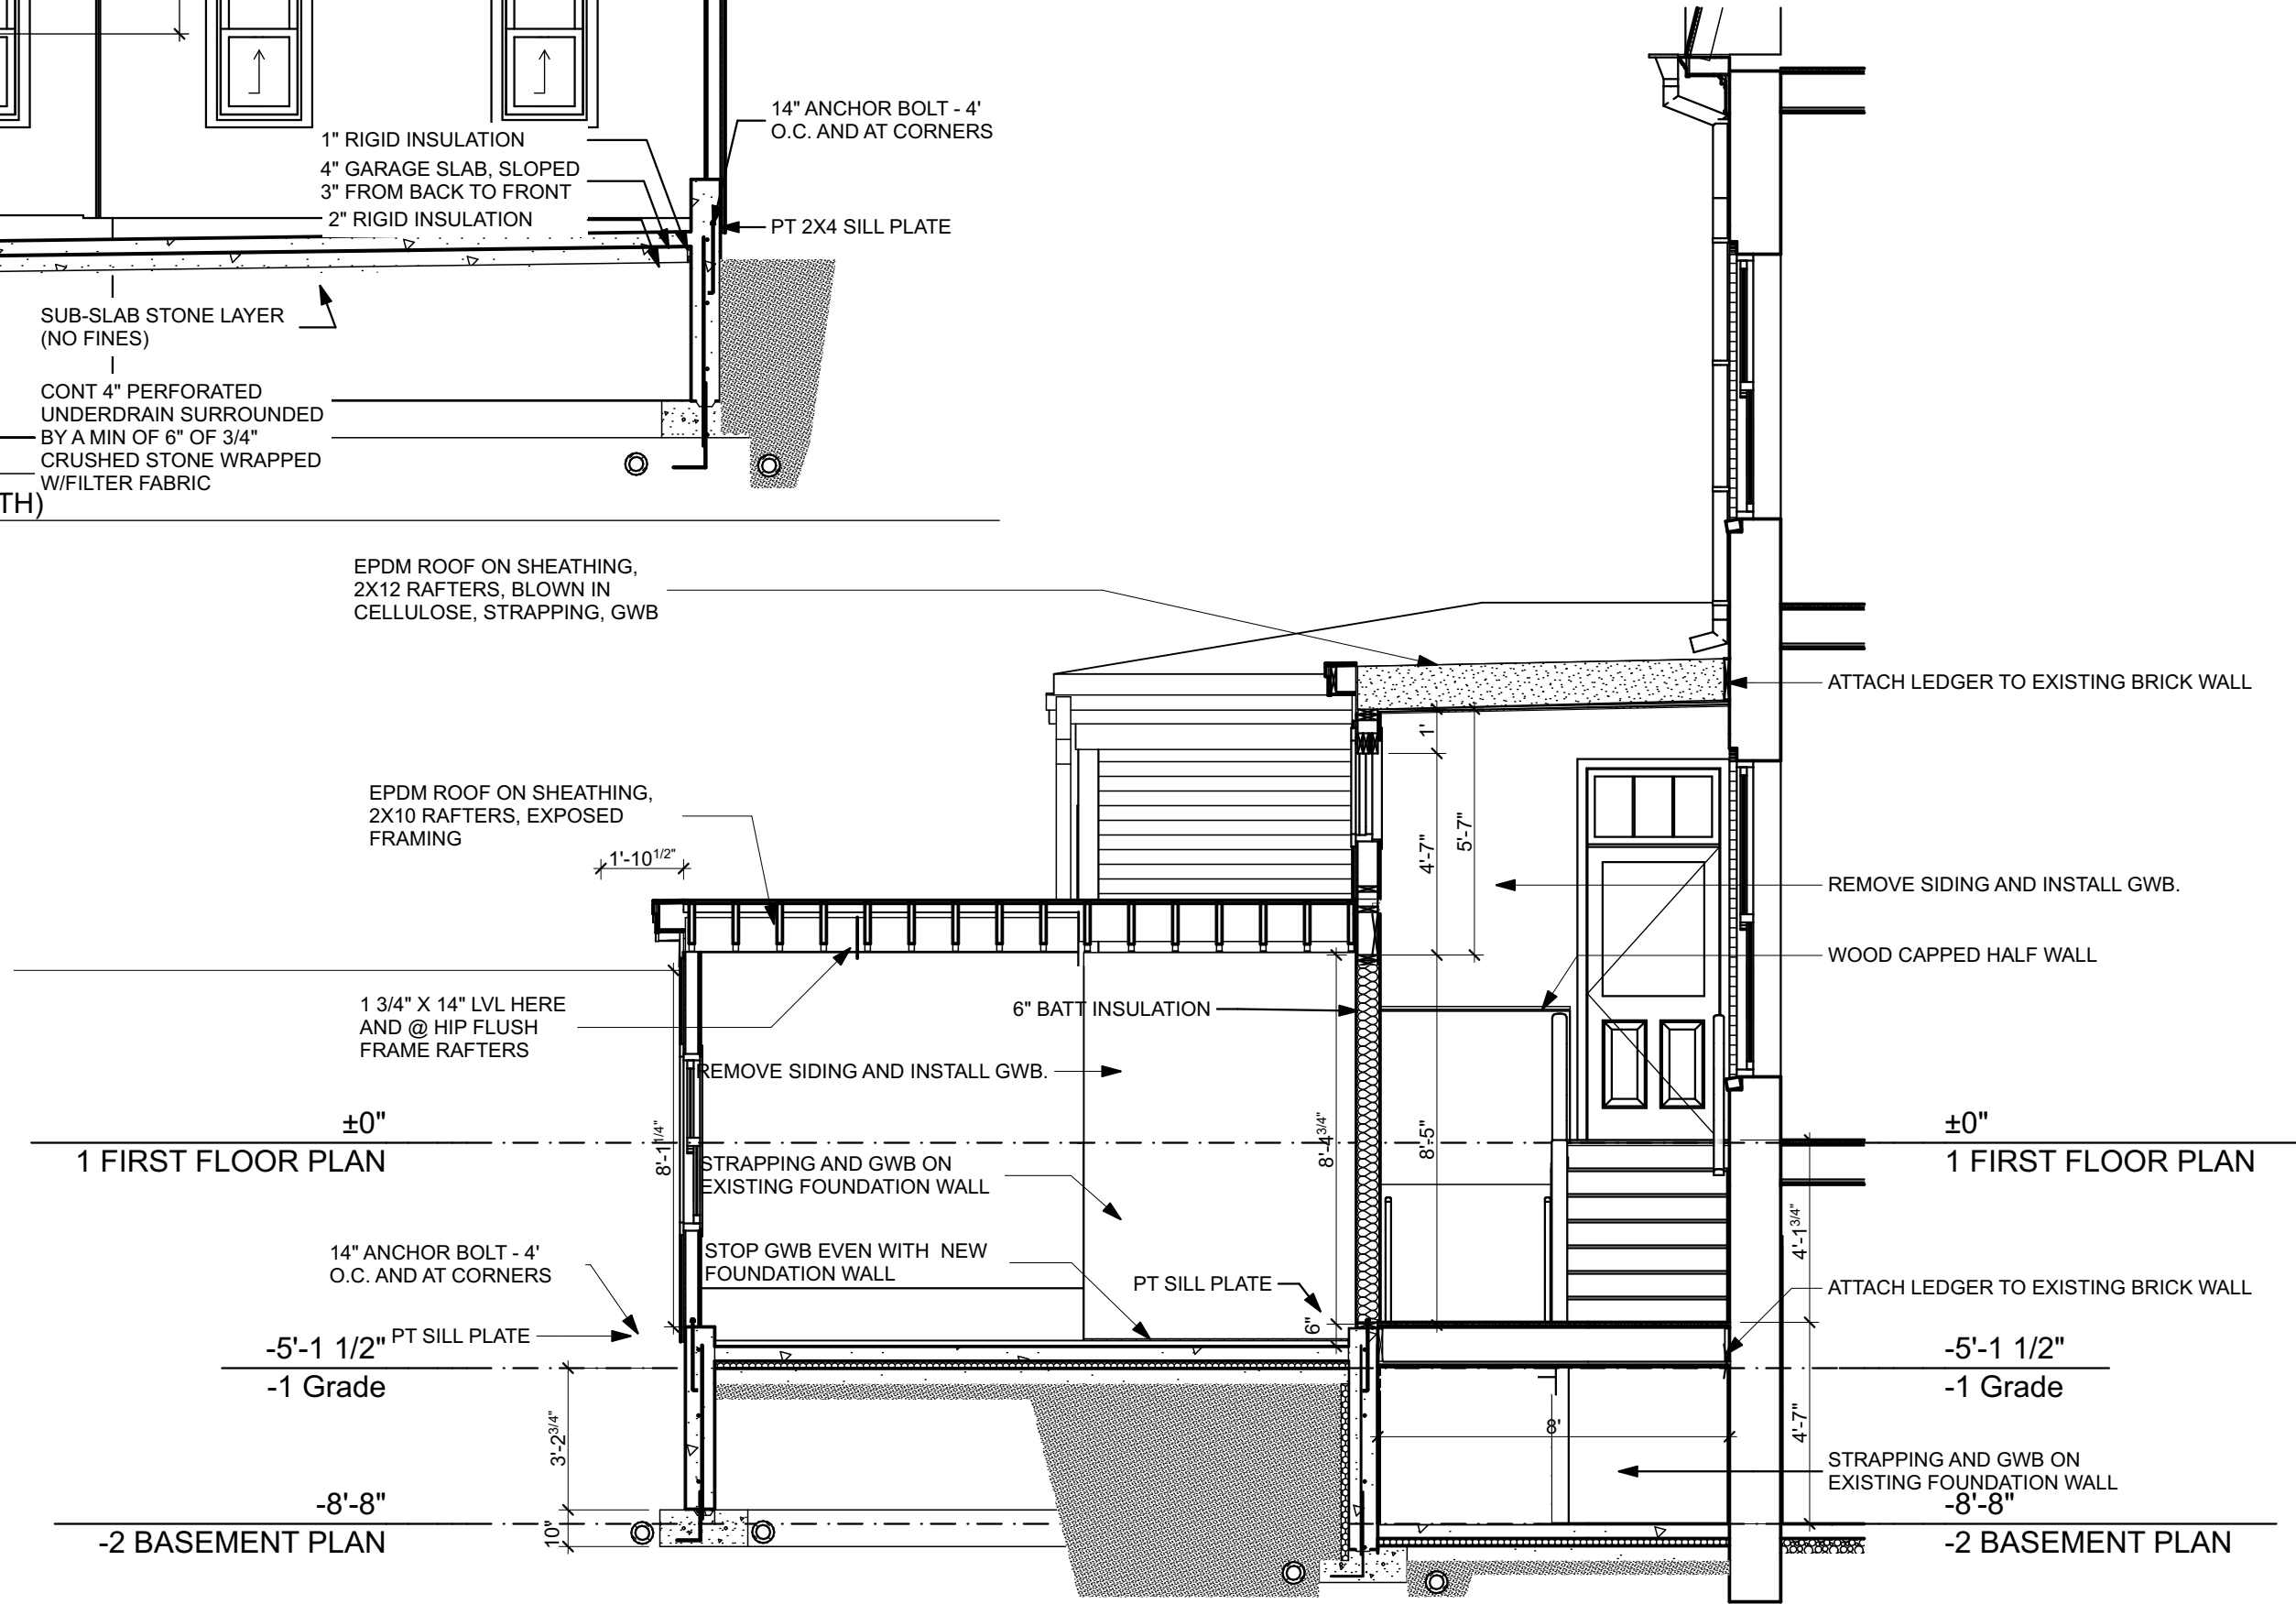 1" RIGID INSULATION
4" GARAGE SLAB, SLOPED
3" FROM BACK TO FRONT
2" RIGID INSULATION
14" ANCHOR BOLT - 4'
O.C. AND AT CORNERS
PT 2X4 SILL PLATE
SUB-SLAB STONE LAYER
(NO FINES)
CONT 4" PERFORATED
UNDERDRAIN SURROUNDED
BY A MIN OF 6" OF 3/4"
CRUSHED STONE WRAPPED
W/FILTER FABRIC
TH)
EPDM ROOF ON SHEATHING,
2X12 RAFTERS, BLOWN IN
CELLULOSE, STRAPPING, GWB
ATTACH LEDGER TO EXISTING BRICK WALL
1'
4'-7"
5'-7"
EPDM ROOF ON SHEATHING,
2X10 RAFTERS, EXPOSED
FRAMING
1'-10 1/2"
REMOVE SIDING AND INSTALL GWB.
WOOD CAPPED HALF WALL
1 3/4" X 14" LVL HERE
AND @ HIP FLUSH
FRAME RAFTERS
6" BATT INSULATION
REMOVE SIDING AND INSTALL GWB.
±0"
1 FIRST FLOOR PLAN
8'-1 1/4"
STRAPPING AND GWB ON
EXISTING FOUNDATION WALL
8'-4 3/4"
8'-5"
±0"
1 FIRST FLOOR PLAN
14" ANCHOR BOLT - 4'
O.C. AND AT CORNERS
STOP GWB EVEN WITH NEW
FOUNDATION WALL
PT SILL PLATE
6"
4'-1 3/4"
ATTACH LEDGER TO EXISTING BRICK WALL
PT SILL PLATE
-5'-1 1/2"
-1 Grade
-5'-1 1/2"
-1 Grade
3'-2 3/4"
8'
4'-7"
STRAPPING AND GWB ON
EXISTING FOUNDATION WALL
-8'-8"
-2 BASEMENT PLAN
10"
-8'-8"
-2 BASEMENT PLAN